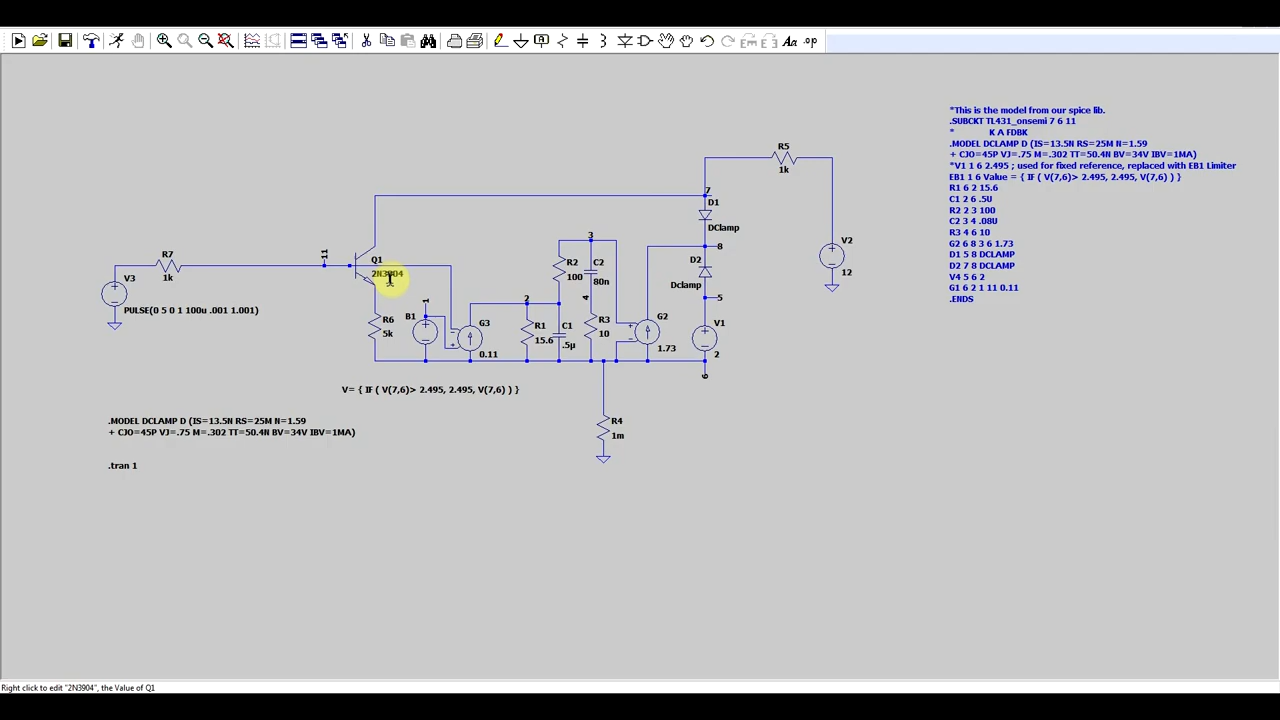 .op
R5
1k
7
D1
DClamp
R7
1k
11
Q1
2N3904
3
8
V2
12
R2
100
C2
80n
D2
Dclamp
V3
PULSE(0 5 0 1 100u .001 1.001)
R6
5k
1
B1
G3
0.11
2
R1
15.6
C1
.5µ
4
R3
10
G2
1.73
5
V1
2
6
V= { IF ( V(7,6)> 2.495, 2.495, V(7,6) ) }
.MODEL DCLAMP D (IS=13.5N RS=25M N=1.59
+ CJO=45P VJ=.75 M=.302 TT=50.4N BV=34V IBV=1MA)
R4
1m
.tran 1
*This is the model from our spice lib.
.SUBCKT TL431_onsemi 7 6 11
* K A FDBK
.MODEL DCLAMP D (IS=13.5N RS=25M N=1.59
+ CJO=45P VJ=.75 M=.302 TT=50.4N BV=34V IBV=1MA)
*V1 1 6 2.495 ; used for fixed reference, replaced with EB1 Limiter
EB1 1 6 Value = { IF ( V(7,6)> 2.495, 2.495, V(7,6) ) }
R1 6 2 15.6
C1 2 6 .5U
R2 2 3 100
C2 3 4 .08U
R3 4 6 10
G2 6 8 3 6 1.73
D1 5 8 DCLAMP
D2 7 8 DCLAMP
V4 5 6 2
G1 6 2 1 11 0.11
.ENDS
Right click to edit "2N3904", the Value of Q1